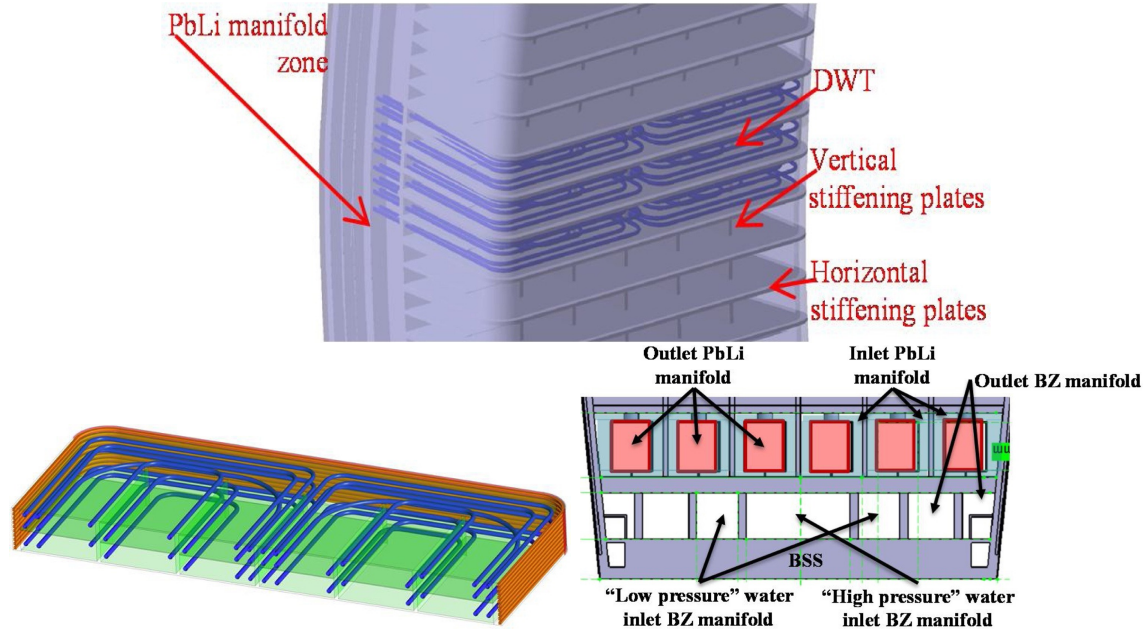 PbLi manifold
zone
DWT
Vertical
stiffening plates
Horizontal
stiffening plates
Outlet PbLi
manifold
Inlet PbLi
manifold
Outlet BZ manifold
BSS
“Low pressure” water
inlet BZ manifold
“High pressure” water
inlet BZ manifold